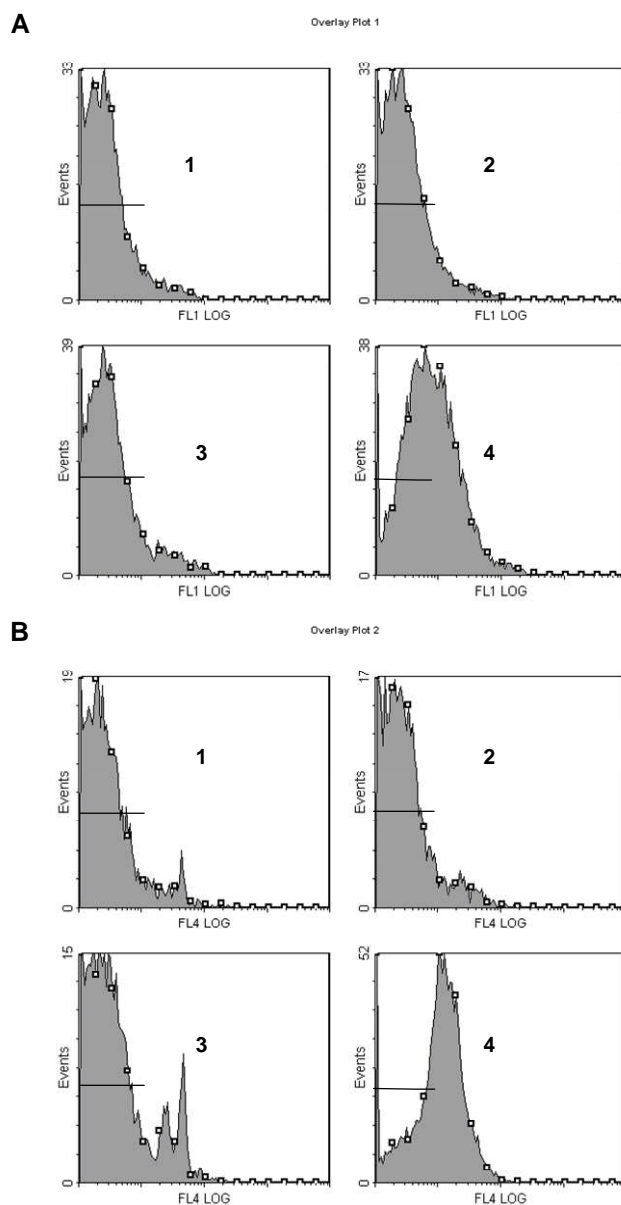 A
Overlay Plot 1
33
Events
0
1
FL1 LOG
33
Events
0
2
FL1 LOG
39
Events
0
3
FL1 LOG
38
Events
0
4
FL1 LOG
B
Overlay Plot 2
19
Events
0
1
FL4 LOG
17
Events
0
2
FL4 LOG
15
Events
0
3
FL4 LOG
52
Events
0
4
FL4 LOG